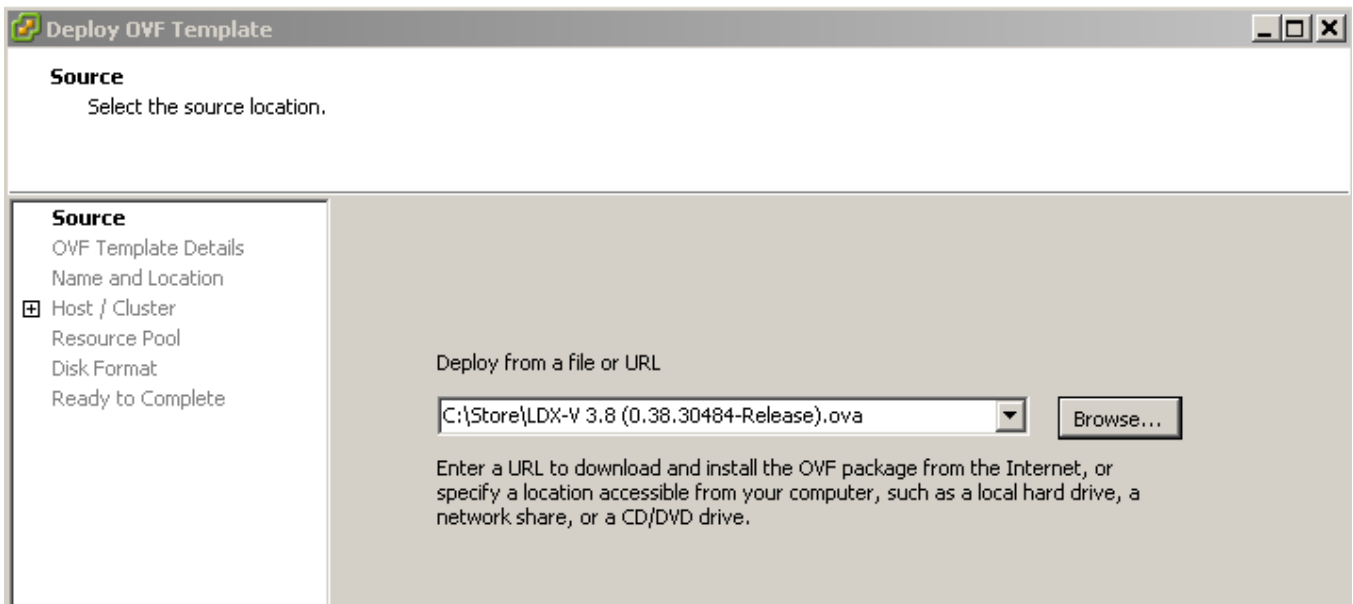 Deploy OVF Template
Source
Select the source location.
Source
OVF Template Details
Name and Location
Host / Cluster
Resource Pool
Disk Format
Ready to Complete
Deploy from a file or URL
C:\Store\LDX-V 3.8 (0.38.30484-Release).ova
Browse...
Enter a URL to download and install the OVF package from the Internet, or
specify a location accessible from your computer, such as a local hard drive, a
network share, or a CD/DVD drive.